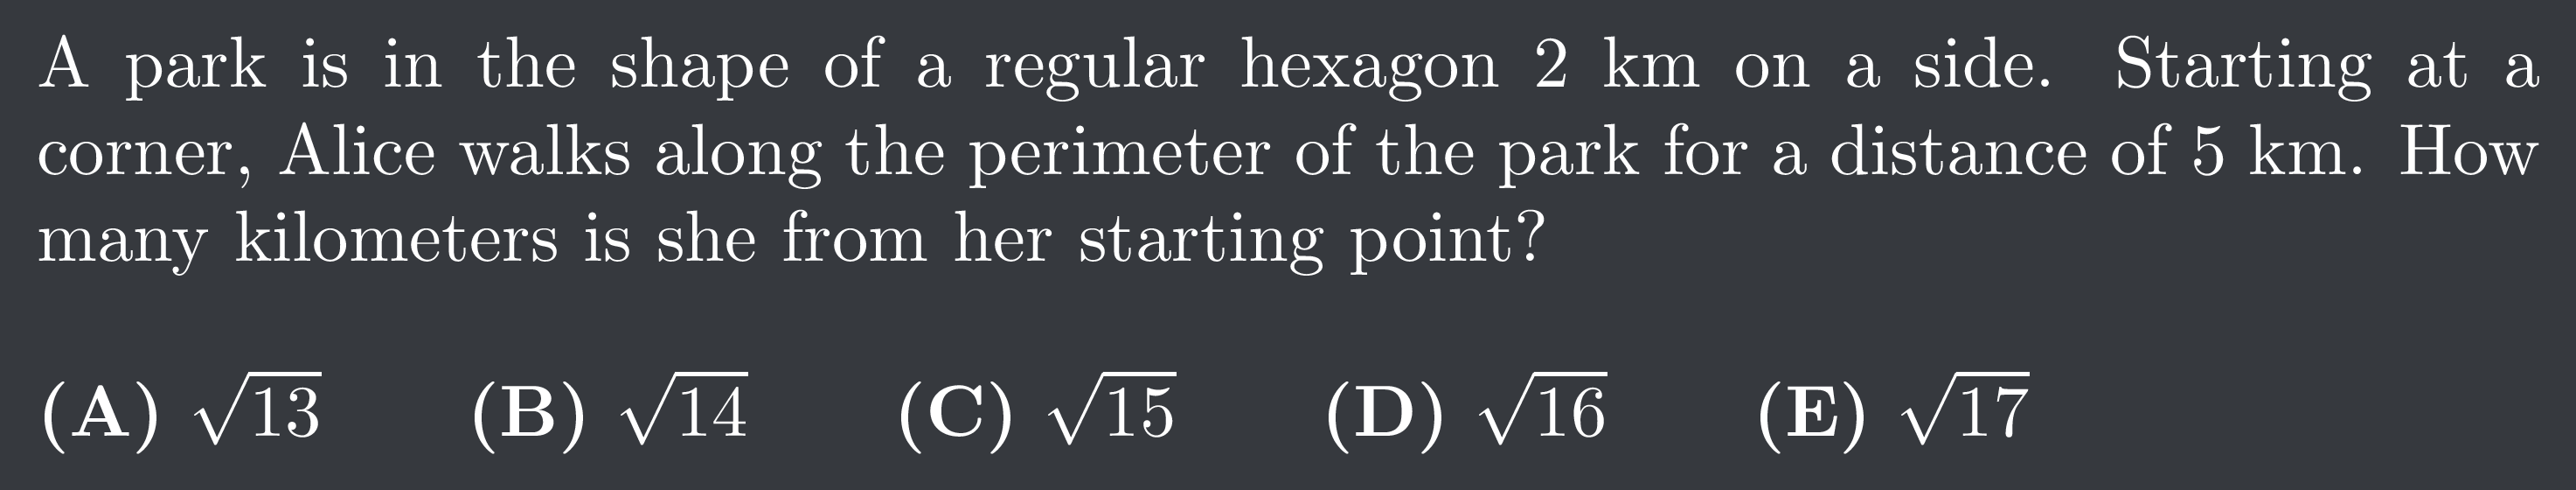 A park is in the shape of a regular hexagon 2 km on a side. Starting at a
corner, Alice walks along the perimeter of the park for a distance of 5 km. How
many kilometers is she from her starting point?
(A) √13 (B) √14 (C) √15 (D) √16 (E) √17